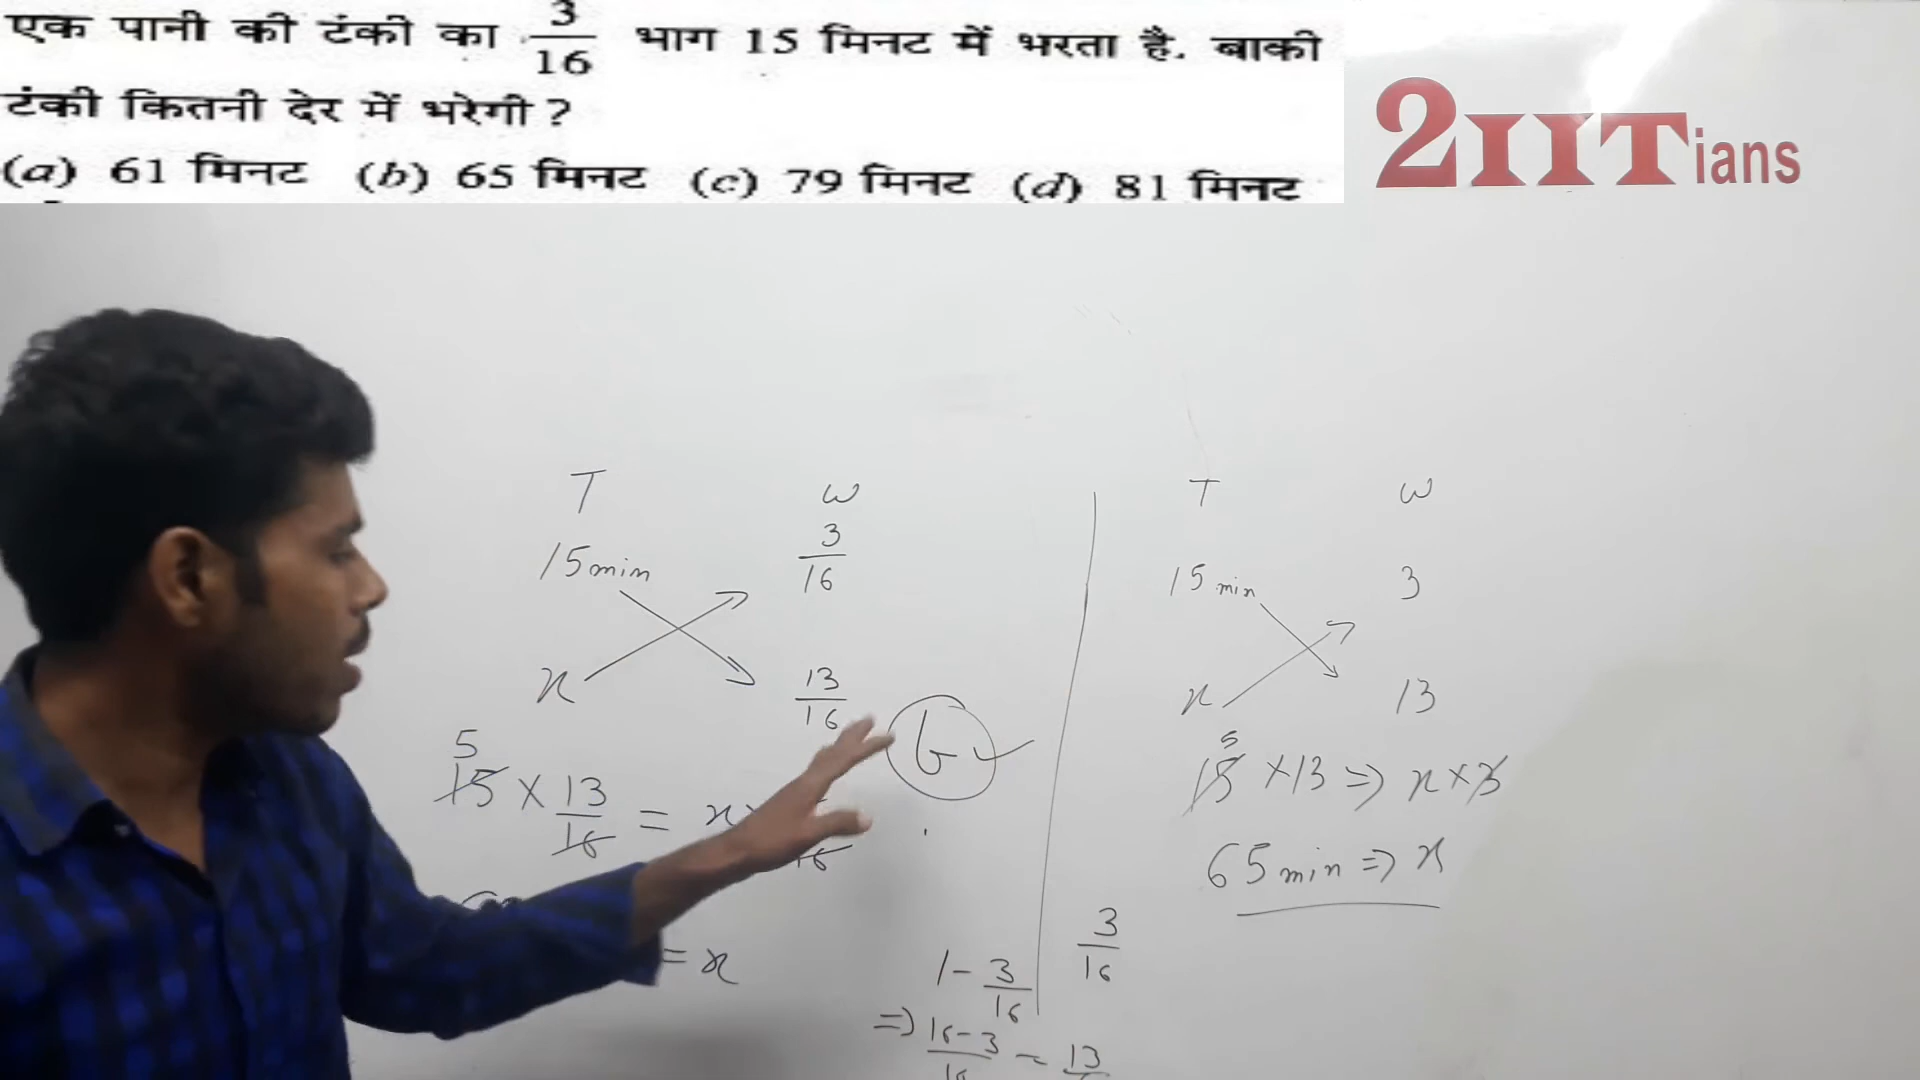 एक पानी की टंकी का 3/16 भाग 15 मिनट में भरता है. बाकी
टंकी कितनी देर में भरेगी ?
(a) 61 मिनट (b) 65 मिनट (c) 79 मिनट (d) 81 मिनट
2IITians
T W
15 min 3/16
x 13/16
5
15 × 13/16 = x ×
16
= x
b ✓
1 - 3/16
=> 16-3/16 = 13
3/16
T W
15 min 3
x 13
5
15 × 13 => x × 3
65 min => x